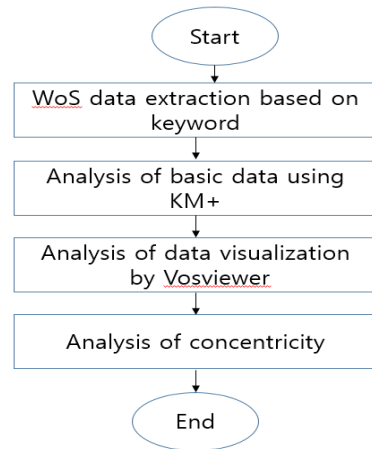 Start
WoS data extraction based on
keyword
Analysis of basic data using
KM+
Analysis of data visualization
by Vosviewer
Analysis of concentricity
End